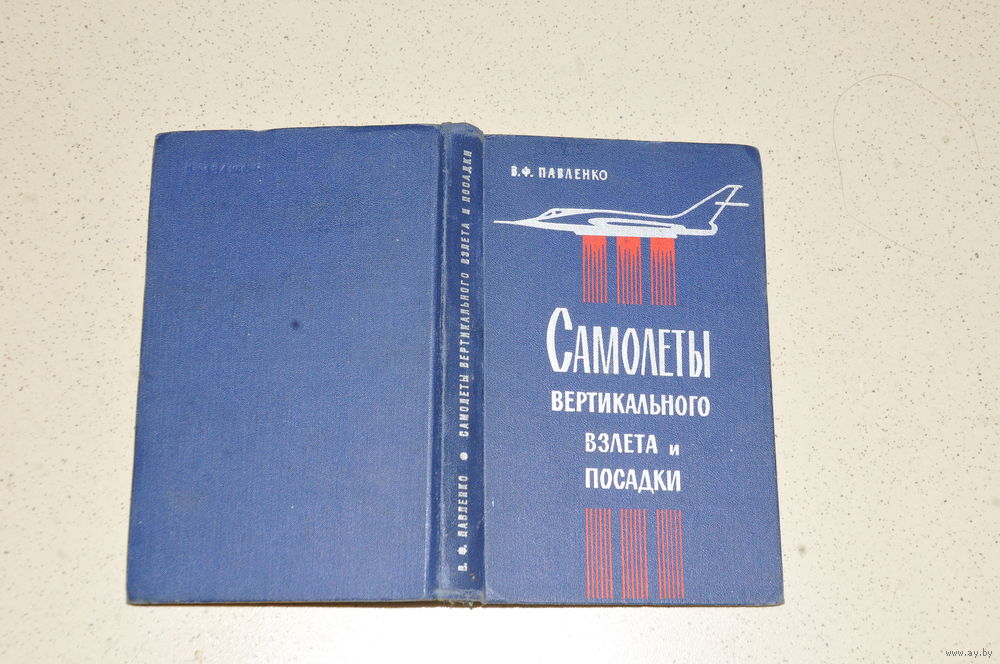 В.Ф. ПАВЛЕНКО
САМОЛЕТЫ
ВЕРТИКАЛЬНОГО
ВЗЛЕТА и
ПОСАДКИ
В. Ф. ПАВЛЕНКО • САМОЛЕТЫ ВЕРТИКАЛЬНОГО ВЗЛЕТА И ПОСАДКИ
www.ay.by